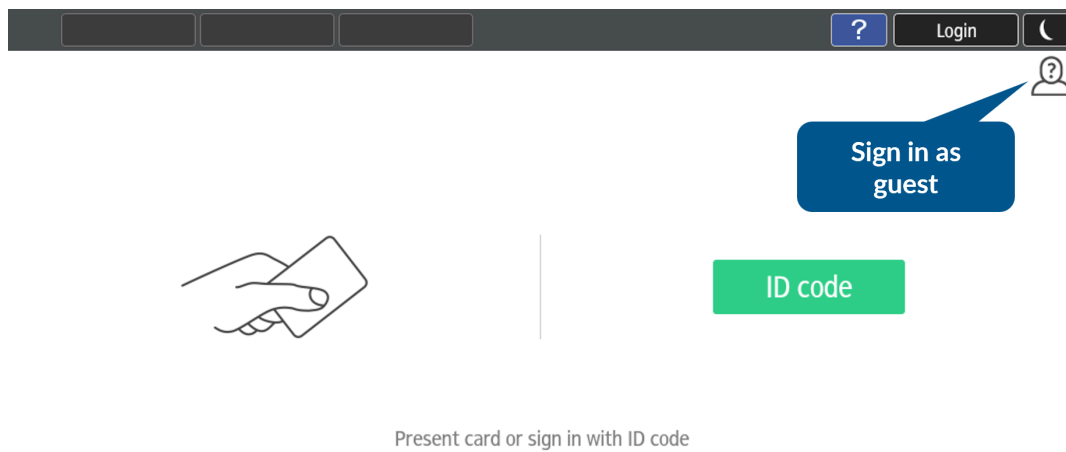 ?
Login
?
Sign in as
guest
ID code
Present card or sign in with ID code